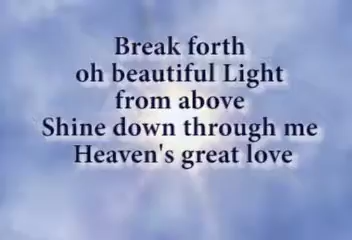 Break forth
oh beautiful Light
from above
Shine down through me
Heaven's great love